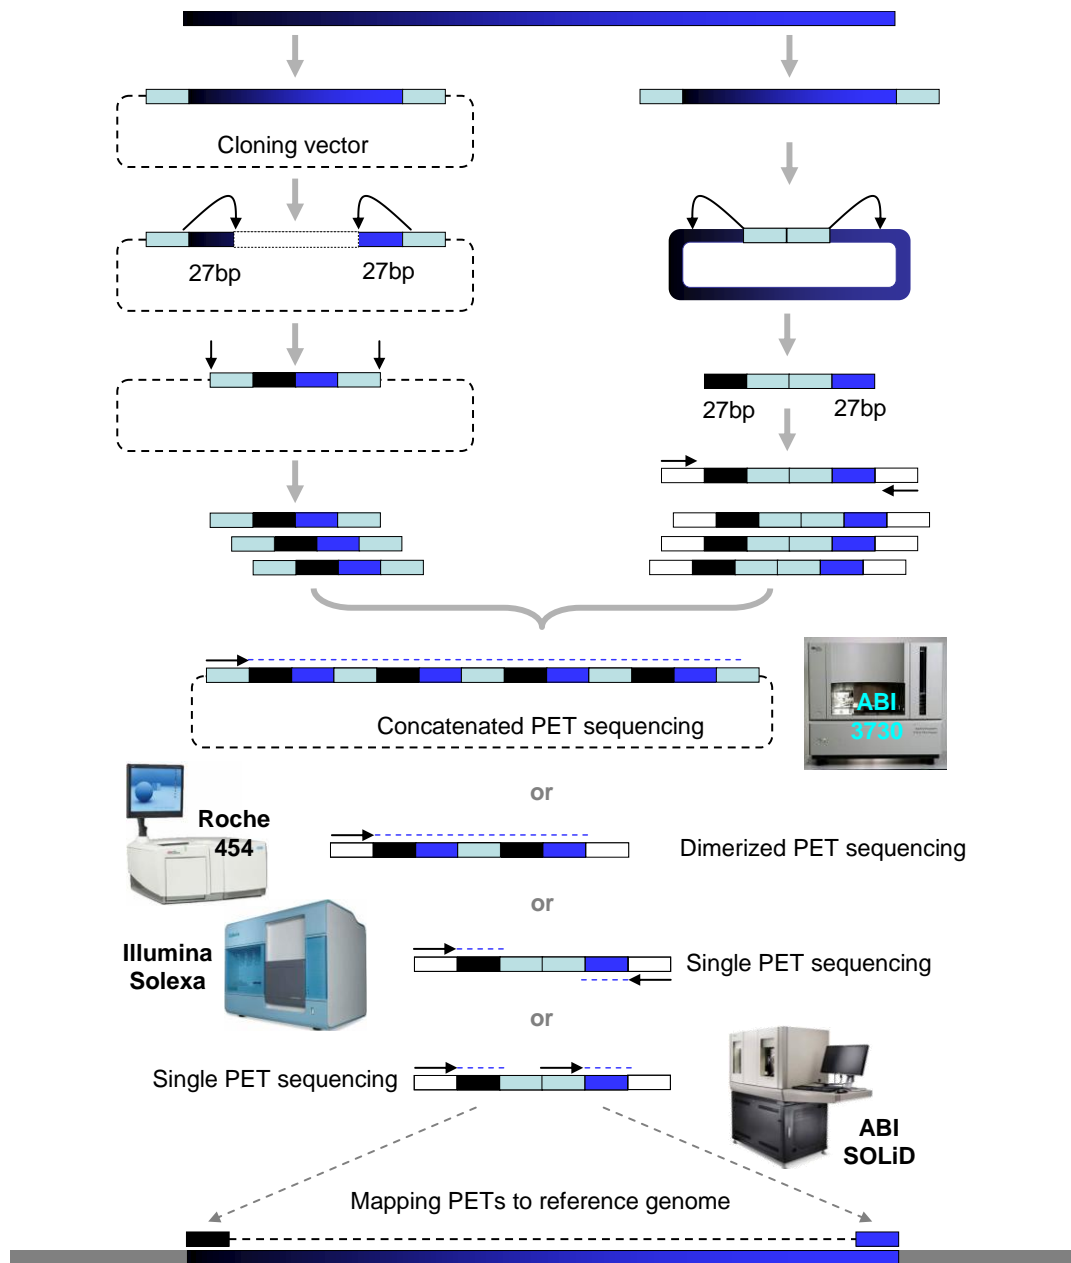 Cloning vector
27bp
27bp
27bp
27bp
Concatenated PET sequencing
ABI
3730
or
Roche
454
Dimerized PET sequencing
or
Illumina
Solexa
Single PET sequencing
or
Single PET sequencing
ABI
SOLiD
Mapping PETs to reference genome